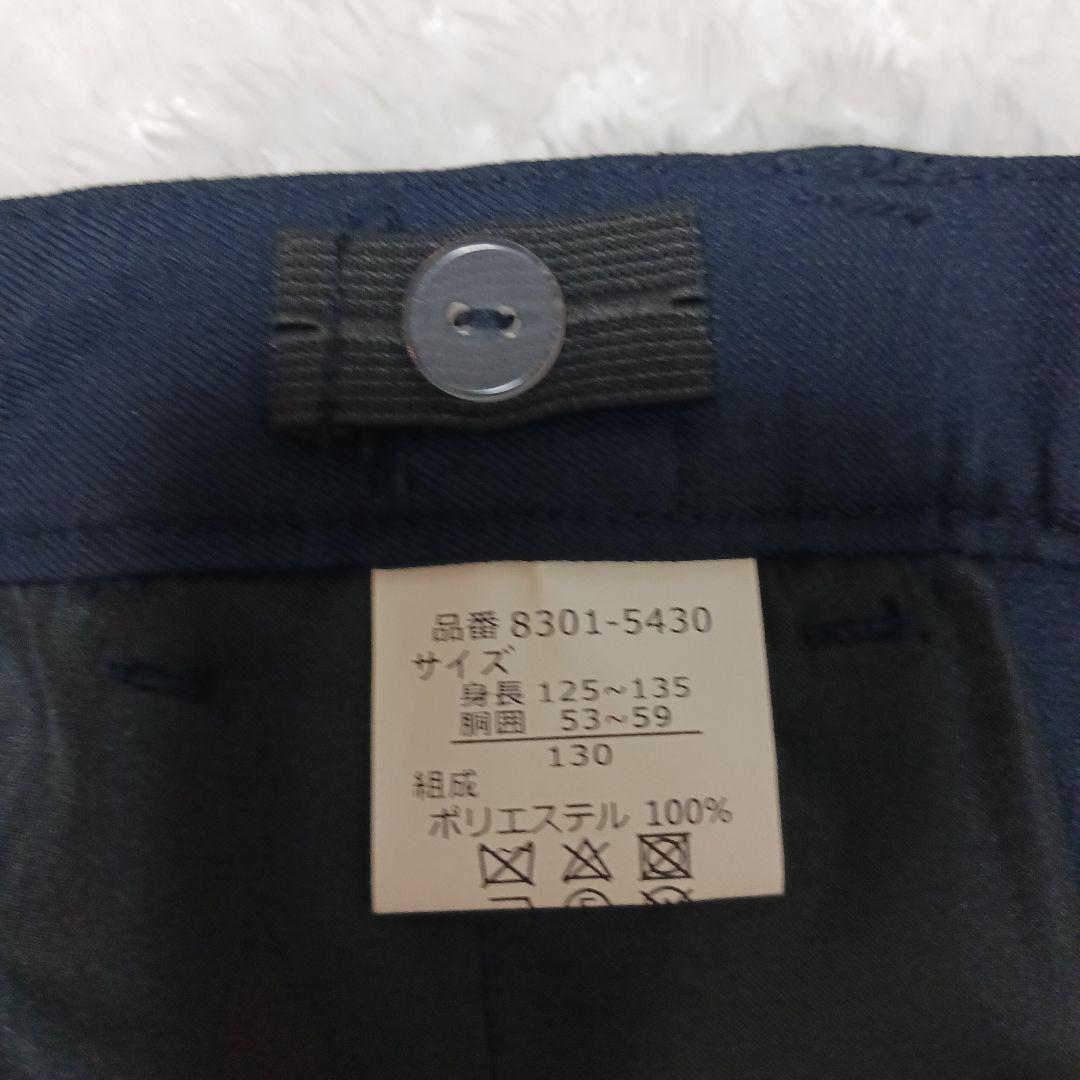 品番 8301-5430
サイズ
身長 125~135
胴囲 53~59
130
組成
ポリエステル 100%